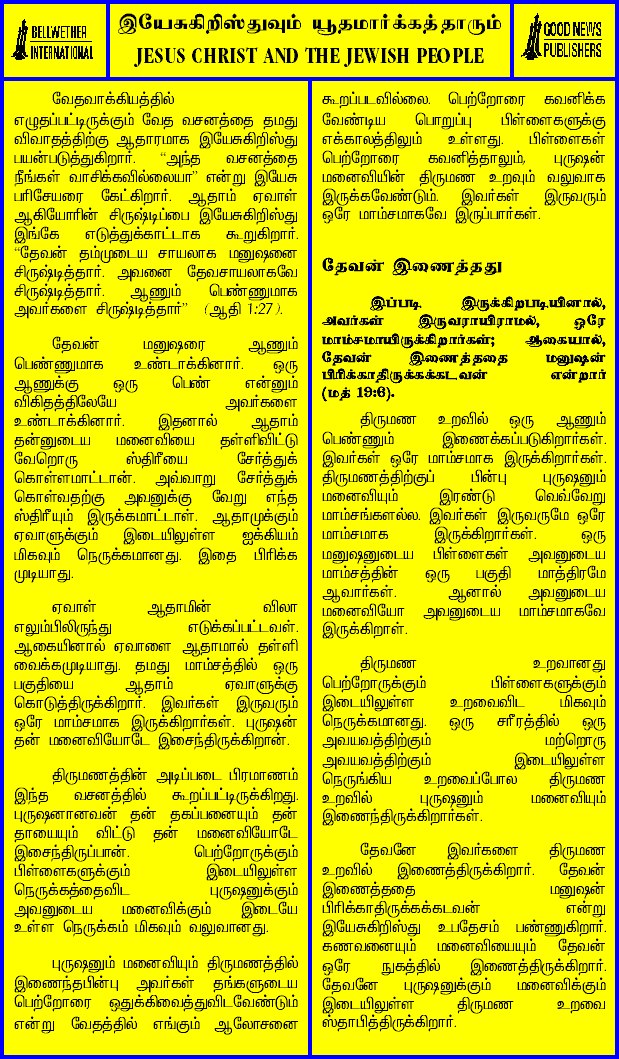 BELLWETHER
INTERNATIONAL
இயேசுகிறிஸ்துவும் யூதமார்க்கத்தாரும்
JESUS CHRIST AND THE JEWISH PEOPLE
GOOD NEWS
PUBLISHERS
வேதவாக்கியத்தில்
எழுதப்பட்டிருக்கும் வேத வசனத்தை தமது
விவாதத்திற்கு ஆதாரமாக இயேசுகிறிஸ்து
பயன்படுத்துகிறார். “அந்த வசனத்தை
நீங்கள் வாசிக்கவில்லையா” என்று இயேசு
பரிசேயரை கேட்கிறார். ஆதாம் ஏவாள்
ஆகியோரின் சிருஷ்டிப்பை இயேசுகிறிஸ்து
இங்கே எடுத்துக்காட்டாக கூறுகிறார்.
“தேவன் தம்முடைய சாயலாக மனுஷனை
சிருஷ்டித்தார். அவனை தேவசாயலாகவே
சிருஷ்டித்தார். ஆணும் பெண்ணுமாக
அவர்களை சிருஷ்டித்தார்” (ஆதி 1:27).
தேவன் மனுஷரை ஆணும்
பெண்ணுமாக உண்டாக்கினார். ஒரு
ஆணுக்கு ஒரு பெண் என்னும்
விகிதத்திலேயே அவர்களை
உண்டாக்கினார். இதனால் ஆதாம்
தன்னுடைய மனைவியை தள்ளிவிட்டு
வேறொரு ஸ்திரீயை சேர்த்துக்
கொள்ளமாட்டான். அவ்வாறு சேர்த்துக்
கொள்வதற்கு அவனுக்கு வேறு எந்த
ஸ்திரீயும் இருக்கமாட்டாள். ஆதாமுக்கும்
ஏவாளுக்கும் இடையிலுள்ள ஐக்கியம்
மிகவும் நெருக்கமானது. இதை பிரிக்க
முடியாது.
ஏவாள் ஆதாமின் விலா
எலும்பிலிருந்து எடுக்கப்பட்டவள்.
ஆகையினால் ஏவாளை ஆதாமால் தள்ளி
வைக்கமுடியாது. தமது மாம்சத்தில் ஒரு
பகுதியை ஆதாம் ஏவாளுக்கு
கொடுத்திருக்கிறார். இவர்கள் இருவரும்
ஒரே மாம்சமாக இருக்கிறார்கள். புருஷன்
தன் மனைவியோடே இசைந்திருக்கிறான்.
திருமணத்தின் அடிப்படை பிரமாணம்
இந்த வசனத்தில் கூறப்பட்டிருக்கிறது.
புருஷனானவன் தன் தகப்பனையும் தன்
தாயையும் விட்டு தன் மனைவியோடே
இசைந்திருப்பான். பெற்றோருக்கும்
பிள்ளைகளுக்கும் இடையிலுள்ள
நெருக்கத்தைவிட புருஷனுக்கும்
அவனுடைய மனைவிக்கும் இடையே
உள்ள நெருக்கம் மிகவும் வலுவானது.
புருஷனும் மனைவியும் திருமணத்தில்
இணைந்தபின்பு அவர்கள் தங்களுடைய
பெற்றோரை ஒதுக்கிவைத்துவிடவேண்டும்
என்று வேதத்தில் எங்கும் ஆலோசனை
கூறப்படவில்லை. பெற்றோரை கவனிக்க
வேண்டிய பொறுப்பு பிள்ளைகளுக்கு
எக்காலத்திலும் உள்ளது. பிள்ளைகள்
பெற்றோரை கவனித்தாலும், புருஷன்
மனைவியின் திருமண உறவும் வலுவாக
இருக்கவேண்டும். இவர்கள் இருவரும்
ஒரே மாம்சமாகவே இருப்பார்கள்.
தேவன் இணைத்தது
இப்படி இருக்கிறபடியினால்,
அவர்கள் இருவராயிராமல், ஒரே
மாம்சமாயிருக்கிறார்கள்; ஆகையால்,
தேவன் இணைத்ததை மனுஷன்
பிரிக்காதிருக்கக்கடவன் என்றார்
(மத் 19:6).
திருமண உறவில் ஒரு ஆணும்
பெண்ணும் இணைக்கப்படுகிறார்கள்.
இவர்கள் ஒரே மாம்சமாக இருக்கிறார்கள்.
திருமணத்திற்குப் பின்பு புருஷனும்
மனைவியும் இரண்டு வெவ்வேறு
மாம்சங்களல்ல. இவர்கள் இருவருமே ஒரே
மாம்சமாக இருக்கிறார்கள். ஒரு
மனுஷனுடைய பிள்ளைகள் அவனுடைய
மாம்சத்தின் ஒரு பகுதி மாத்திரமே
ஆவார்கள். ஆனால் அவனுடைய
மனைவியோ அவனுடைய மாம்சமாகவே
இருக்கிறாள்.
திருமண உறவானது
பெற்றோருக்கும் பிள்ளைகளுக்கும்
இடையிலுள்ள உறவைவிட மிகவும்
நெருக்கமானது. ஒரு சரீரத்தில் ஒரு
அவயவத்திற்கும் மற்றொரு
அவயவத்திற்கும் இடையிலுள்ள
நெருங்கிய உறவைப்போல திருமண
உறவில் புருஷனும் மனைவியும்
இணைந்திருக்கிறார்கள்.
தேவனே இவர்களை திருமண
உறவில் இணைத்திருக்கிறார். தேவன்
இணைத்ததை மனுஷன்
பிரிக்காதிருக்கக்கடவன் என்று
இயேசுகிறிஸ்து உபதேசம் பண்ணுகிறார்.
கணவனையும் மனைவியையும் தேவன்
ஒரே நுகத்தில் இணைத்திருக்கிறார்.
தேவனே புருஷனுக்கும் மனைவிக்கும்
இடையிலுள்ள திருமண உறவை
ஸ்தாபித்திருக்கிறார்.